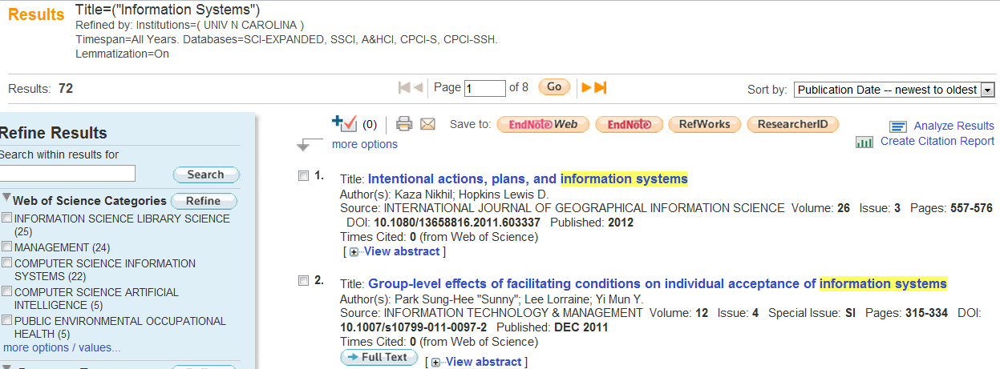 Results
Title=("Information Systems")
Refined by: Institutions=( UNIV N CAROLINA )
Timespan=All Years. Databases=SCI-EXPANDED, SSCI, A&HCI, CPCI-S, CPCI-SSH.
Lemmatization=On
Results: 72
Page 1 of 8 Go
Sort by: Publication Date -- newest to oldest
Refine Results
Search within results for
Search
Web of Science Categories Refine
INFORMATION SCIENCE LIBRARY SCIENCE
(25)
MANAGEMENT (24)
COMPUTER SCIENCE INFORMATION
SYSTEMS (22)
COMPUTER SCIENCE ARTIFICIAL
INTELLIGENCE (5)
PUBLIC ENVIRONMENTAL OCCUPATIONAL
HEALTH (5)
more options / values...
(0) Save to: EndNote Web EndNote RefWorks ResearcherID
more options
Analyze Results
Create Citation Report
1. Title: Intentional actions, plans, and information systems
Author(s): Kaza Nikhil; Hopkins Lewis D.
Source: INTERNATIONAL JOURNAL OF GEOGRAPHICAL INFORMATION SCIENCE Volume: 26 Issue: 3 Pages: 557-576
DOI: 10.1080/13658816.2011.603337 Published: 2012
Times Cited: 0 (from Web of Science)
[ View abstract ]
2. Title: Group-level effects of facilitating conditions on individual acceptance of information systems
Author(s): Park Sung-Hee "Sunny"; Lee Lorraine; Yi Mun Y.
Source: INFORMATION TECHNOLOGY & MANAGEMENT Volume: 12 Issue: 4 Special Issue: SI Pages: 315-334 DOI:
10.1007/s10799-011-0097-2 Published: DEC 2011
Times Cited: 0 (from Web of Science)
Full Text [ View abstract ]